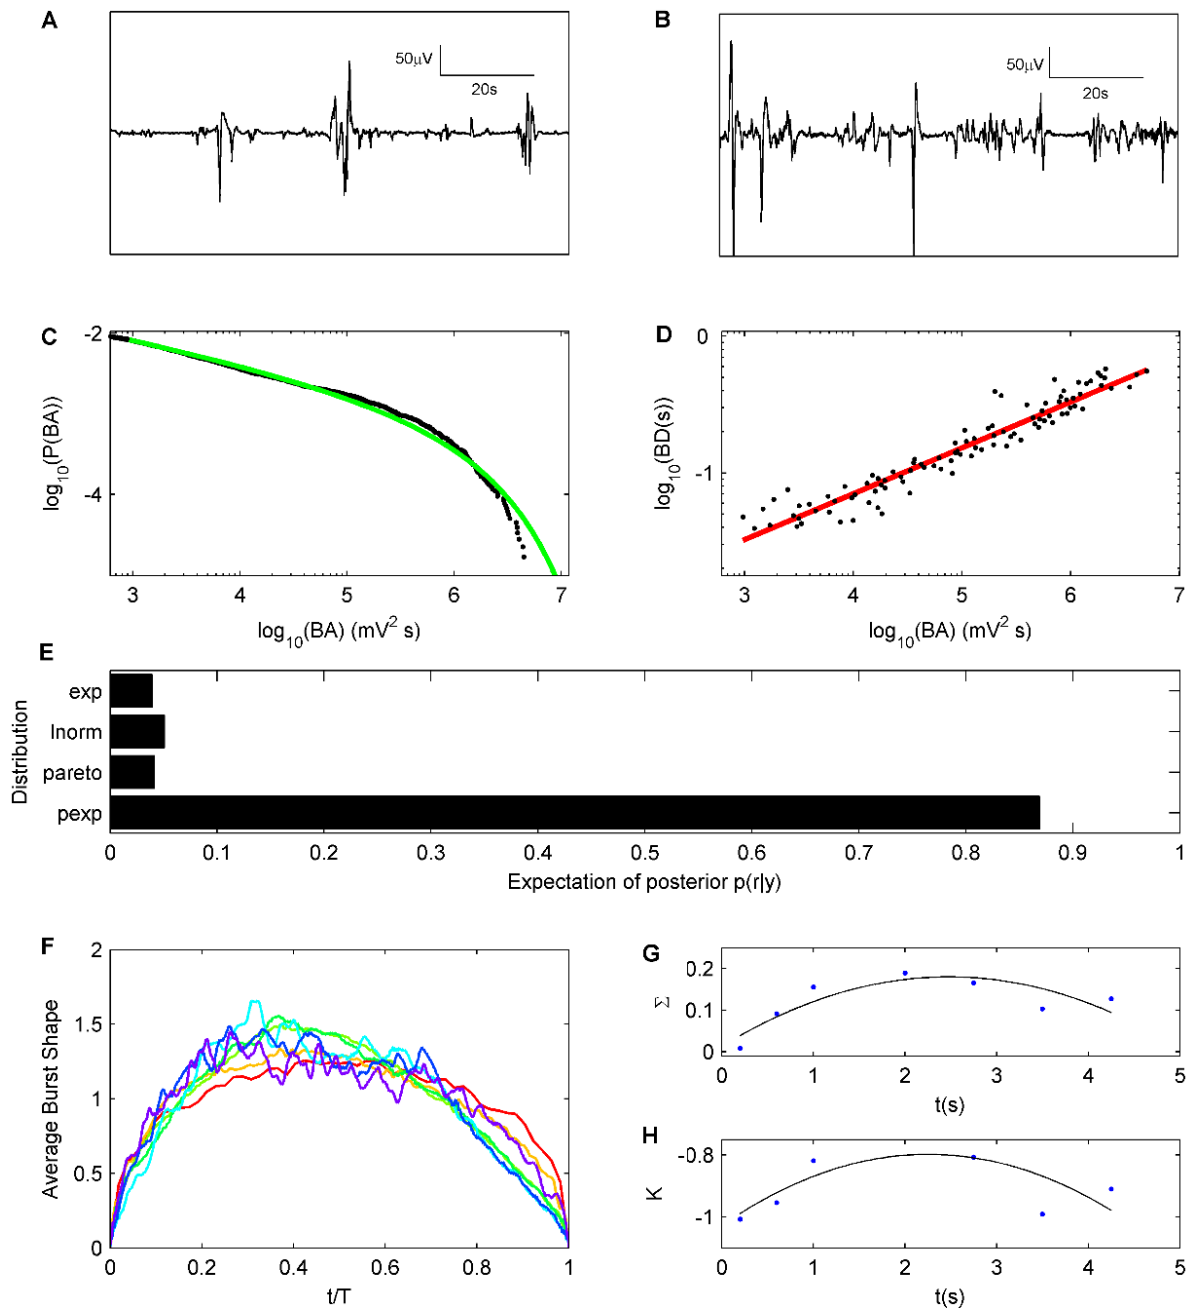 A
50μV
20s
B
50μV
20s
C
-2
-4
log10(P(BA))
4
5
6
7
log10(BA) (mV2 s)
D
0
-1
log10(BD(s))
3
4
5
6
7
log10(BA) (mV2 s)
E
Distribution
exp
lnorm
pareto
pexp
0
0.1
0.2
0.3
0.4
0.5
0.6
0.7
0.8
0.9
1
Expectation of posterior p(r|y)
F
Average Burst Shape
2
1.5
1
0.5
0
0
0.2
0.4
0.6
0.8
1
t/T
G
Σ
0.2
0.1
0
0
1
2
3
4
5
t(s)
H
K
-0.8
-1
0
1
2
3
4
5
t(s)